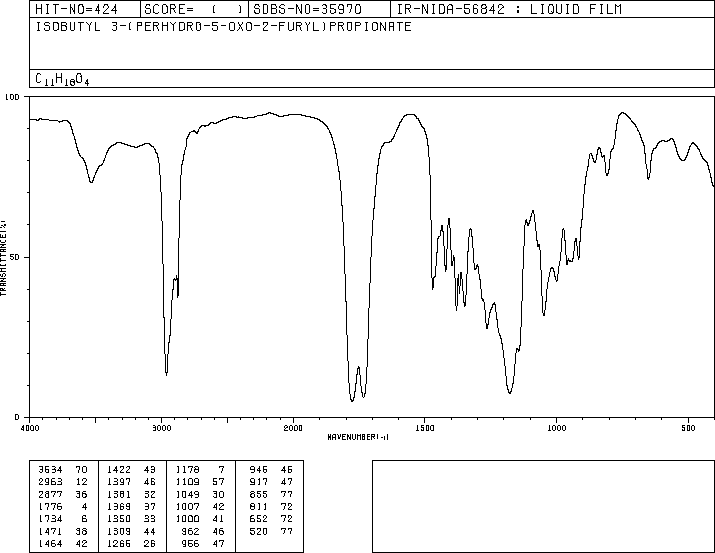 HIT-NO=424 SCORE= ( ) SDBS-NO=35970 IR-NIDA-56842 : LIQUID FILM
ISOBUTYL 3-(PERHYDRO-5-OXO-2-FURYL)PROPIONATE
C11H18O4
100
50
0
TRANSMITTANCE(%)
4000 3000 2000 1500 1000 500
WAVENUMBER(-1)
3534 70 1422 43 1178 7 946 46
2963 12 1397 46 1109 57 917 47
2877 36 1381 32 1049 30 855 77
1776 4 1369 37 1007 42 811 72
1734 6 1350 33 1000 41 652 72
1471 38 1309 44 962 46 520 77
1464 42 1266 26 956 47